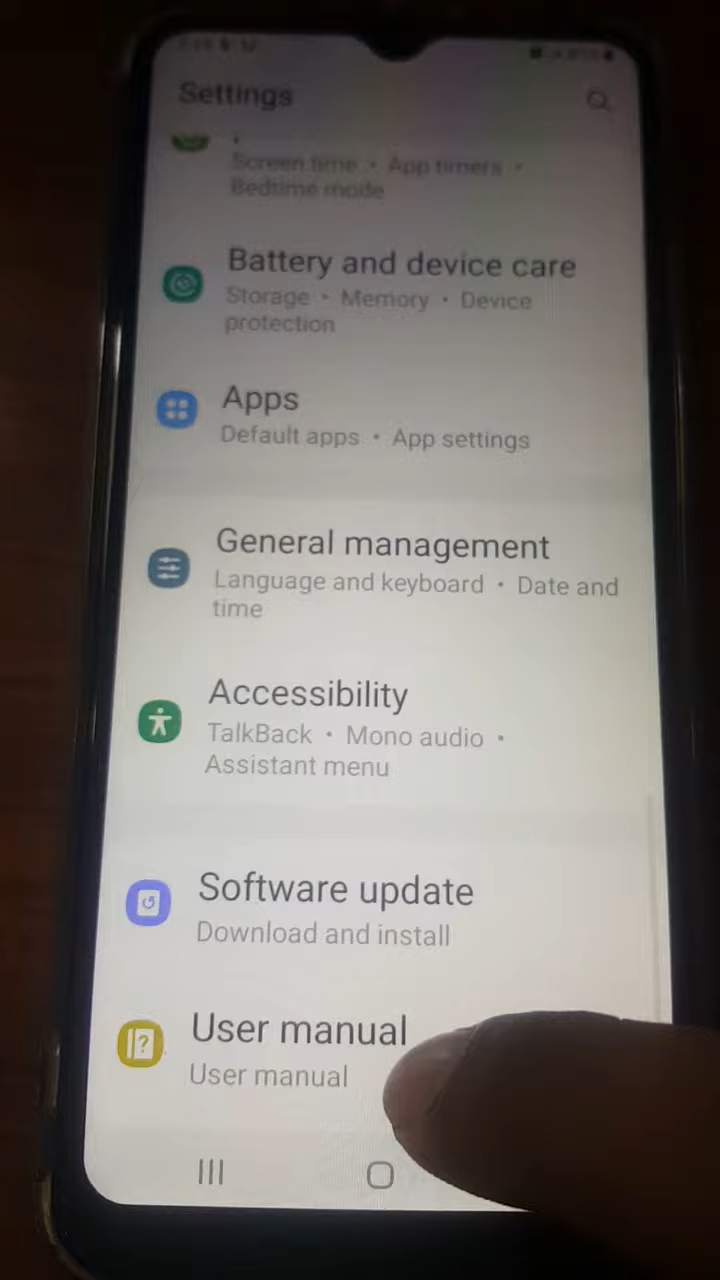 Settings
Screen time • App timers •
Bedtime mode
Battery and device care
Storage • Memory • Device
protection
Apps
Default apps • App settings
General management
Language and keyboard • Date and
time
Accessibility
TalkBack • Mono audio •
Assistant menu
Software update
Download and install
User manual
User manual